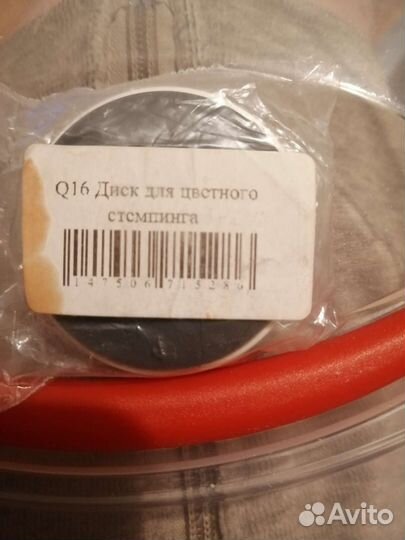 Q16 Диск для цветного
стемпинга
147506715286
Avito